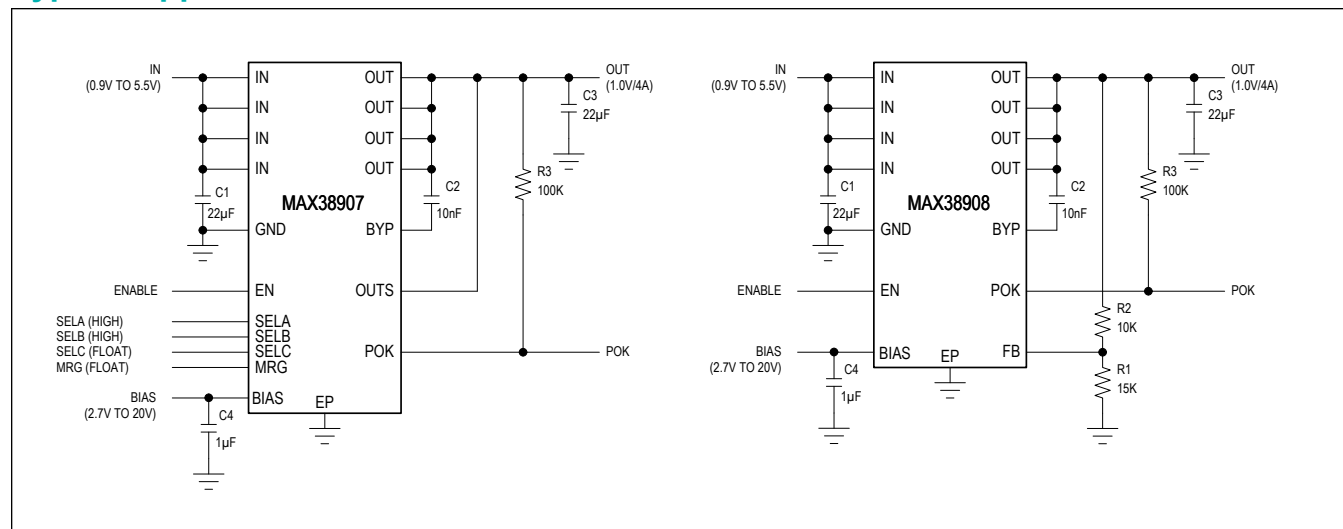 IN
(0.9V TO 5.5V)
IN
IN
IN
IN
C1
22µF
GND
ENABLE
EN
SELA (HIGH)
SELA
SELB (HIGH)
SELB
SELC (FLOAT)
SELC
MRG (FLOAT)
MRG
BIAS
(2.7V TO 20V)
BIAS
C4
1µF
EP
MAX38907
OUT
OUT
OUT
OUT
C2
10nF
BYP
OUTS
POK
R3
100K
C3
22µF
OUT
(1.0V/4A)
POK
IN
(0.9V TO 5.5V)
IN
IN
IN
IN
C1
22µF
GND
ENABLE
EN
BIAS
(2.7V TO 20V)
BIAS
C4
1µF
EP
MAX38908
OUT
OUT
OUT
OUT
C2
10nF
BYP
POK
FB
R3
100K
C3
22µF
OUT
(1.0V/4A)
POK
R2
10K
R1
15K